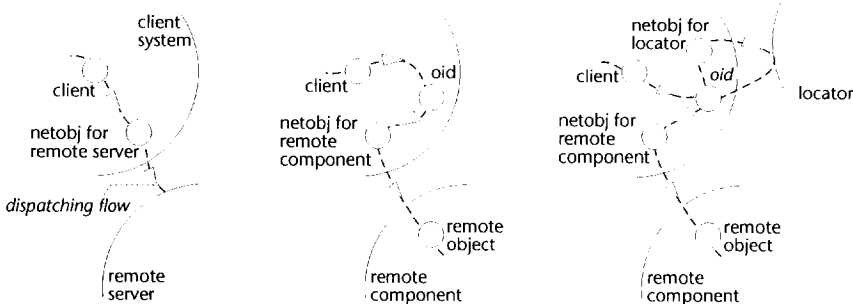 client
system
client
netobj for
remote server
dispatching flow
remote
server
client
oid
netobj for
remote
component
remote
object
remote
component
netobj for
locator
client
oid
locator
netobj for
remote
component
remote
object
remote
component